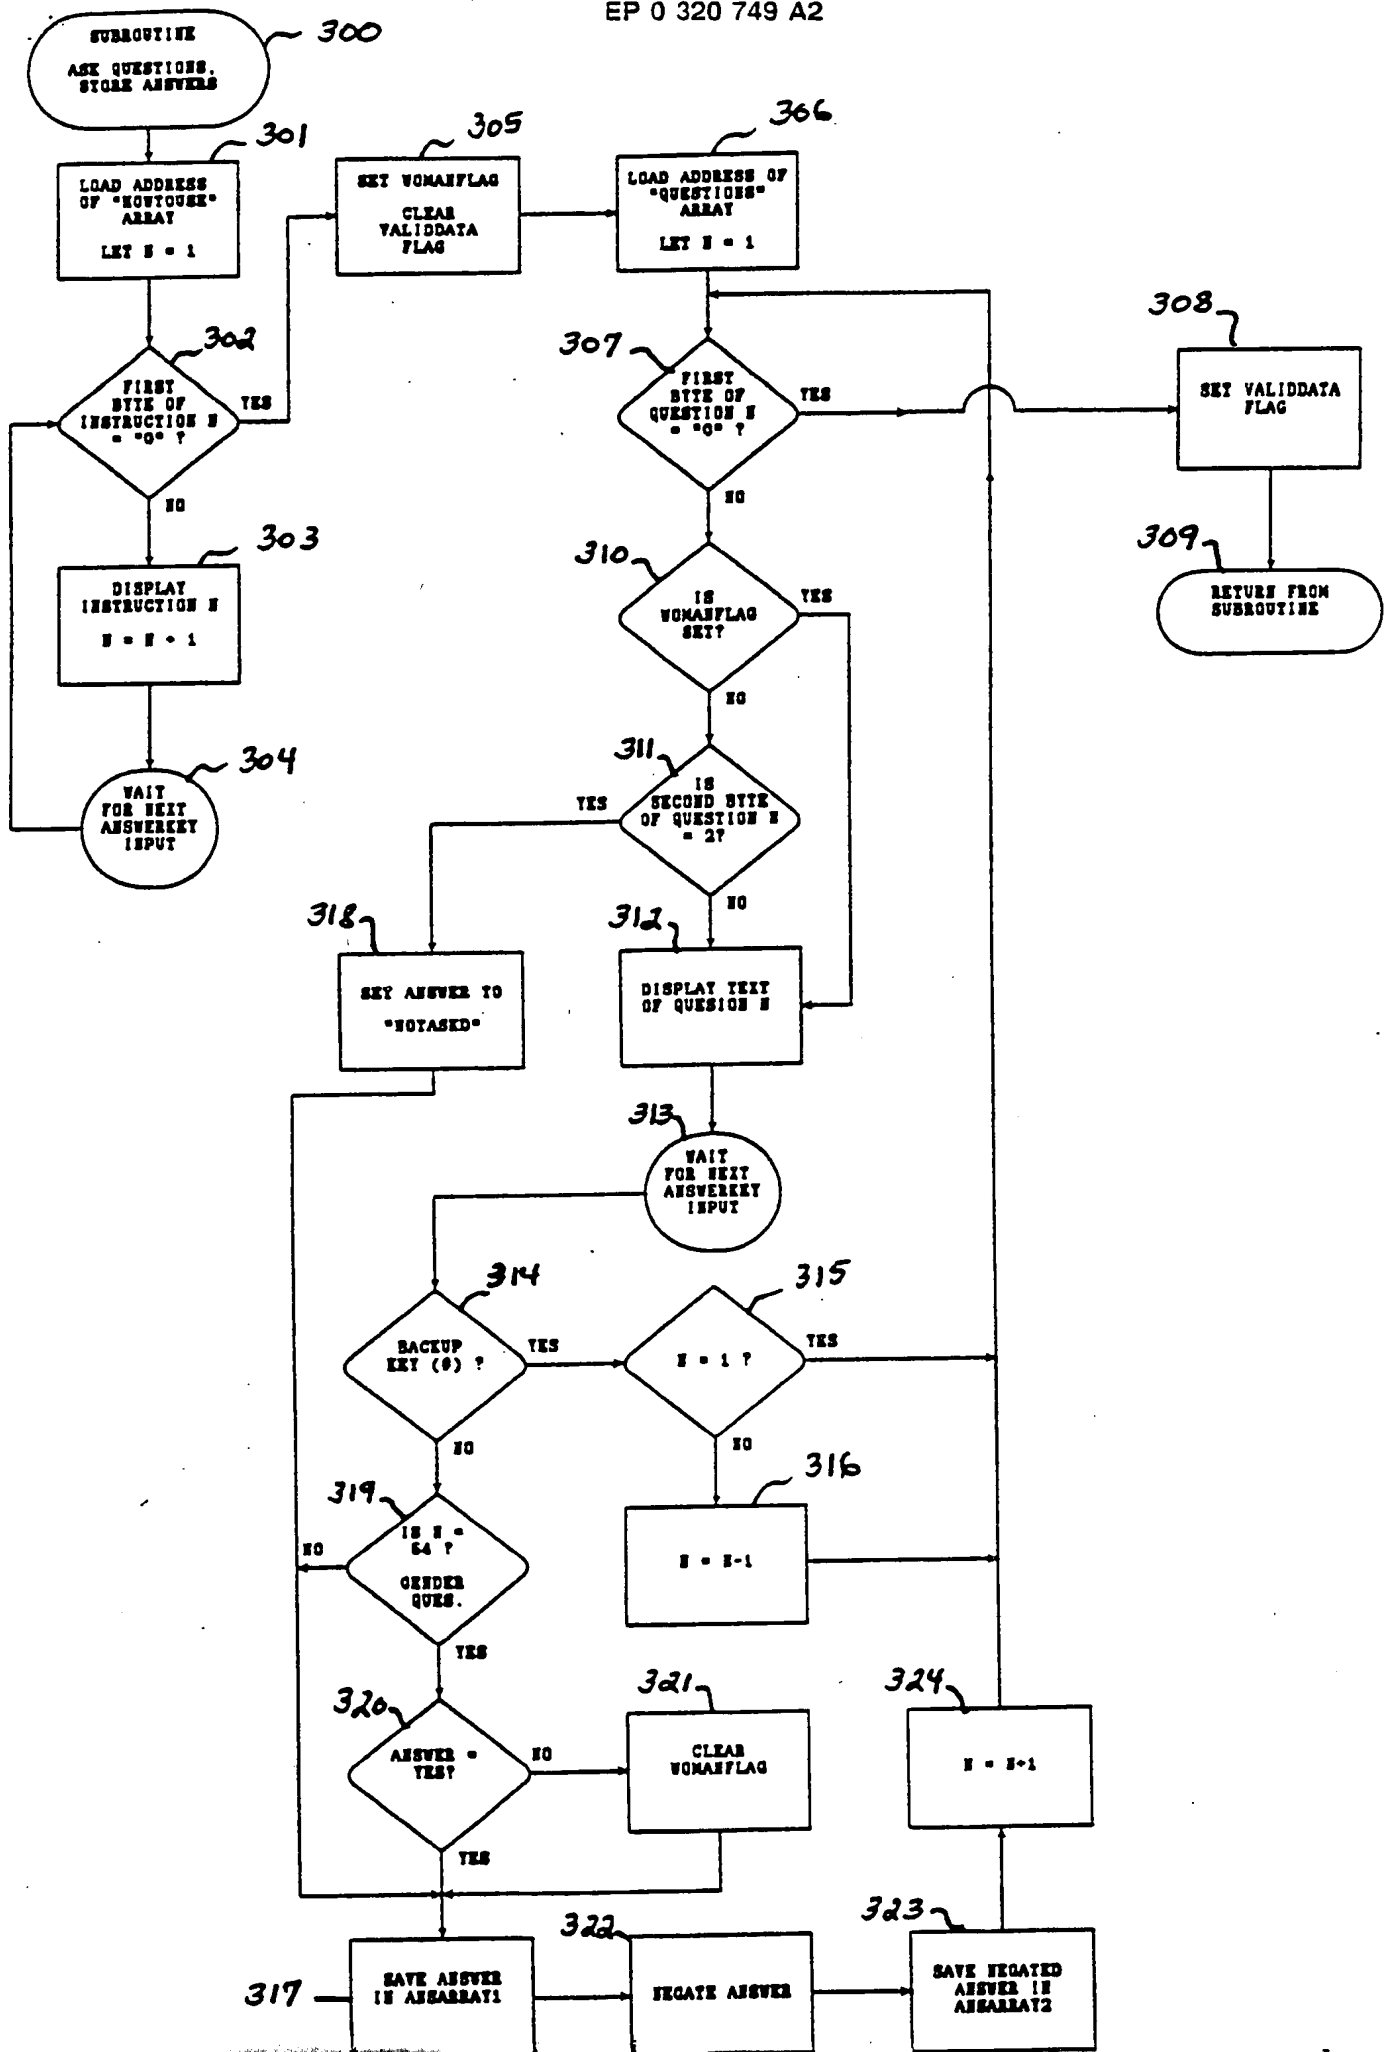 EP 0 320 749 A2
SUBROUTINE
ASK QUESTIONS,
STORE ANSWERS
300
301
LOAD ADDRESS
OF "HOWTOUSE"
ARRAY
LET N = 1
302
FIRST
BYTE OF
INSTRUCTION N
= "0" ?
YES
NO
303
DISPLAY
INSTRUCTION N
N = N + 1
304
WAIT
FOR NEXT
ANSWERKEY
INPUT
305
SET WOMANFLAG
CLEAR
VALIDDATA
FLAG
306
LOAD ADDRESS OF
"QUESTIONS"
ARRAY
LET N = 1
307
FIRST
BYTE OF
QUESTION N
= "0" ?
YES
NO
308
SET VALIDDATA
FLAG
309
RETURN FROM
SUBROUTINE
310
IS
WOMANFLAG
SET?
YES
NO
311
IS
SECOND BYTE
OF QUESTION N
= 2?
YES
NO
312
DISPLAY TEXT
OF QUESION N
318
SET ANSWER TO
"NOTASKD"
313
WAIT
FOR NEXT
ANSWERKEY
INPUT
314
BACKUP
KEY (9) ?
YES
NO
315
N = 1 ?
YES
NO
316
N = N-1
319
IS N =
54 ?
GENDER
QUES.
NO
YES
320
ANSWER =
YES?
NO
YES
321
CLEAR
WOMANFLAG
324
N = N+1
317
SAVE ANSWER
IN ANSARRAY1
322
NEGATE ANSWER
323
SAVE NEGATED
ANSWER IN
ANSARRAY2